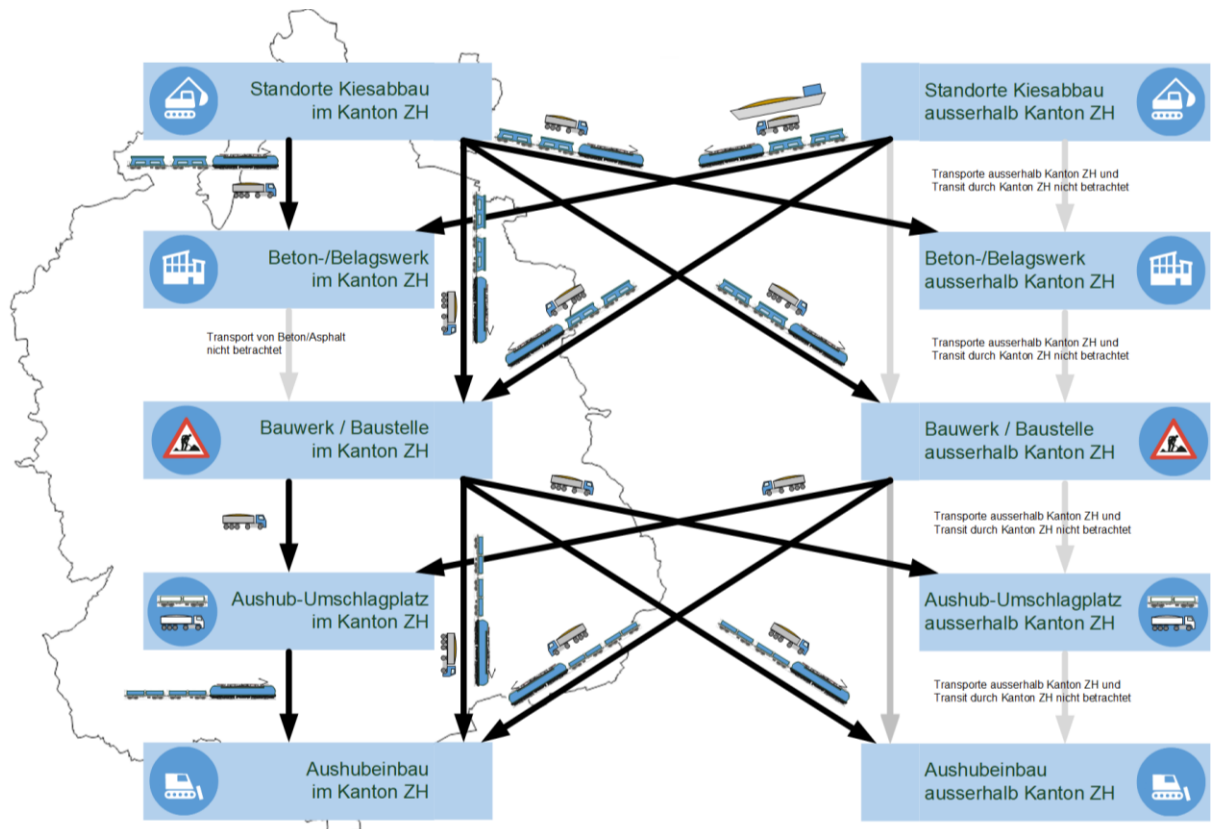 Standorte Kiesabbau
im Kanton ZH
Standorte Kiesabbau
ausserhalb Kanton ZH
Transporte ausserhalb Kanton ZH und
Transit durch Kanton ZH nicht betrachtet
Beton-/Belagswerk
im Kanton ZH
Beton-/Belagswerk
ausserhalb Kanton ZH
Transport von Beton/Asphalt
nicht betrachtet
Transporte ausserhalb Kanton ZH und
Transit durch Kanton ZH nicht betrachtet
Bauwerk / Baustelle
im Kanton ZH
Bauwerk / Baustelle
ausserhalb Kanton ZH
Transporte ausserhalb Kanton ZH und
Transit durch Kanton ZH nicht betrachtet
Aushub-Umschlagplatz
im Kanton ZH
Aushub-Umschlagplatz
ausserhalb Kanton ZH
Transporte ausserhalb Kanton ZH und
Transit durch Kanton ZH nicht betrachtet
Aushubeinbau
im Kanton ZH
Aushubeinbau
ausserhalb Kanton ZH